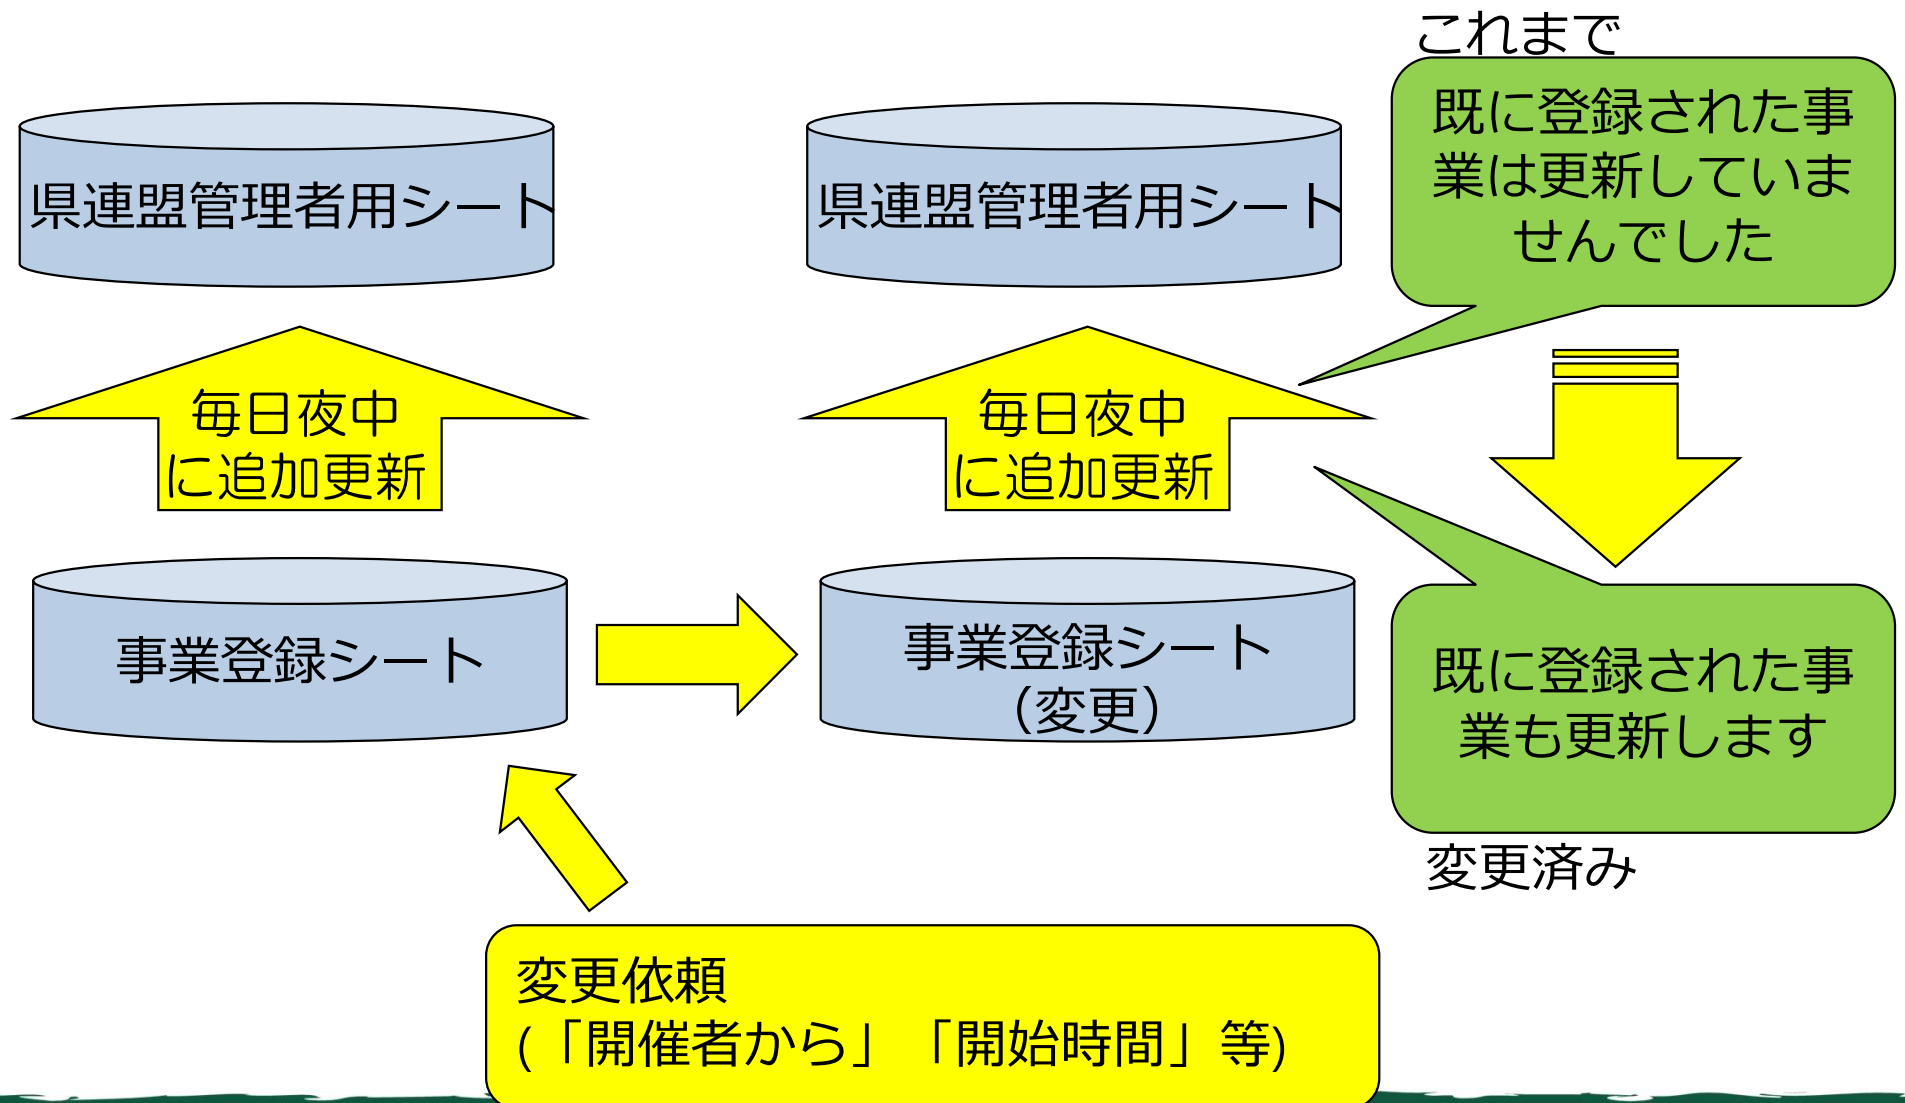 これまで
既に登録された事
業は更新していま
せんでした
県連盟管理者用シート
県連盟管理者用シート
毎日夜中
に追加更新
毎日夜中
に追加更新
事業登録シート
事業登録シート
（変更）
既に登録された事
業も更新します
変更済み
変更依頼
(「開催者から」「開始時間」等)